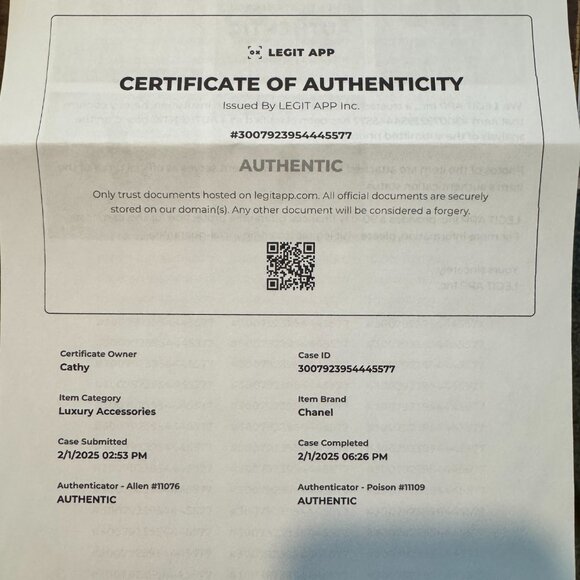 LEGIT APP
CERTIFICATE OF AUTHENTICITY
Issued By LEGIT APP Inc.
#3007923954445577
AUTHENTIC
Only trust documents hosted on legitapp.com. All official documents are securely
stored on our domain(s). Any other document will be considered a forgery.
Certificate Owner
Cathy
Case ID
3007923954445577
Item Category
Luxury Accessories
Item Brand
Chanel
Case Submitted
2/1/2025 02:53 PM
Case Completed
2/1/2025 06:26 PM
Authenticator - Allen #11076
AUTHENTIC
Authenticator - Poison #11109
AUTHENTIC